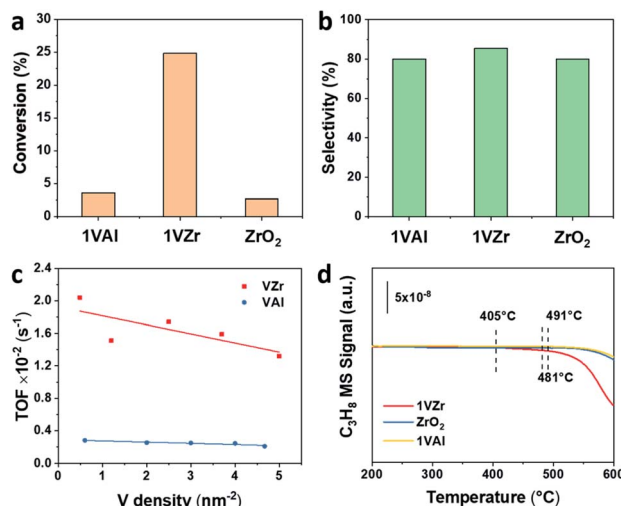 a
Conversion (%)
30
25
20
15
10
5
0
1VAl 1VZr ZrO₂
b
Selectivity (%)
100
80
60
40
20
0
1VAl 1VZr ZrO₂
c
TOF ×10⁻² (s⁻¹)
2.4
2.0
1.6
1.2
0.8
0.4
0.0
VZr
VAl
0 1 2 3 4 5
V density (nm⁻²)
d
C₃H₈ MS Signal (a.u.)
5x10⁻⁸
405°C 491°C
481°C
1VZr
ZrO₂
1VAl
200 300 400 500 600
Temperature (°C)